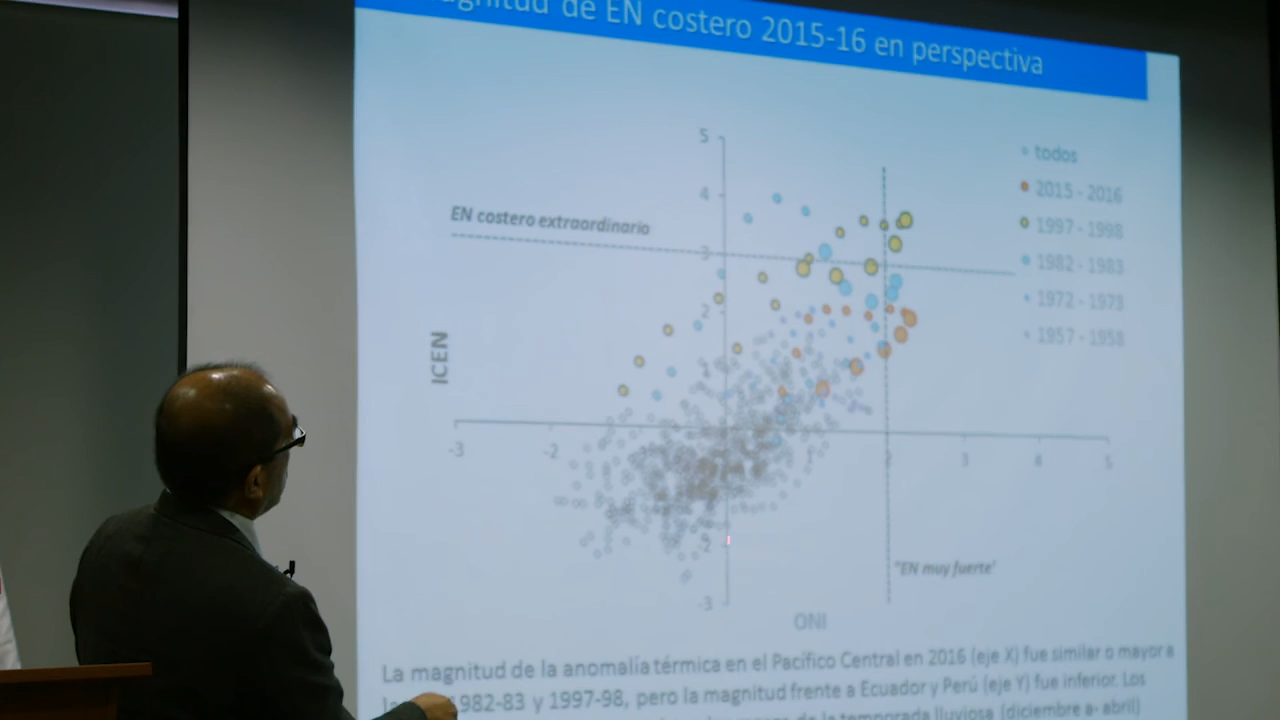 de EN costero 2015-16 en perspectiva
5
todos
4
2015 - 2016
EN costero extraordinario
1997 - 1998
3
1982 - 1983
2
1972 - 1973
1957 - 1958
ICEN
1
-3
-2
1
2
3
4
5
-2
"EN muy fuerte"
-3
ONI
La magnitud de la anomalía térmica en el Pacífico Central en 2016 (eje X) fue similar o mayor a
982-83 y 1997-98, pero la magnitud frente a Ecuador y Perú (eje Y) fue inferior. Los
de la temporada lluviosa (diciembre a- abril)